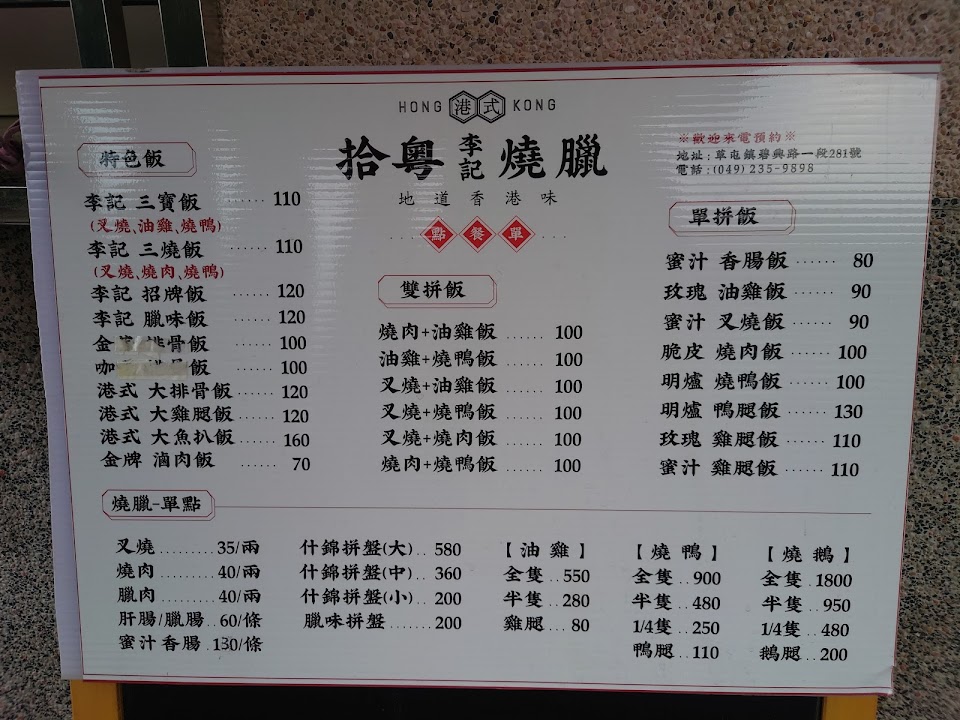 HONG 港式 KONG
拾粵 李記 燒臘
地道香港味
點餐單
※歡迎來電預約※
地址：草屯鎮碧興路一段281號
電話：(049) 235-9898
特色飯
李記 三寶飯 ...... 110
(叉燒、油雞、燒鴨)
李記 三燒飯 ...... 110
(叉燒、燒肉、燒鴨)
李記 招牌飯 ...... 120
李記 臘味飯 ...... 120
金 排骨飯 ...... 100
咖 飯 ...... 100
港式 大排骨飯 ...... 120
港式 大雞腿飯 ...... 120
港式 大魚扒飯 ...... 160
金牌 滷肉飯 ...... 70
雙拼飯
燒肉+油雞飯 ...... 100
油雞+燒鴨飯 ...... 100
叉燒+油雞飯 ...... 100
叉燒+燒鴨飯 ...... 100
叉燒+燒肉飯 ...... 100
燒肉+燒鴨飯 ...... 100
單拼飯
蜜汁 香腸飯 ...... 80
玫瑰 油雞飯 ...... 90
蜜汁 叉燒飯 ...... 90
脆皮 燒肉飯 ...... 100
明爐 燒鴨飯 ...... 100
明爐 鴨腿飯 ...... 130
玫瑰 雞腿飯 ...... 110
蜜汁 雞腿飯 ...... 110
燒臘-單點
叉燒 ......... 35/兩
燒肉 ......... 40/兩
臘肉 ......... 40/兩
肝腸/臘腸 .. 60/條
蜜汁香腸 . 130/條
什錦拼盤(大) .. 580
什錦拼盤(中) .. 360
什錦拼盤(小) .. 200
臘味拼盤 ....... 200
【油雞】
全隻 .. 550
半隻 .. 280
雞腿 .. 80
【燒鴨】
全隻 .. 900
半隻 .. 480
1/4隻 .. 250
鴨腿 .. 110
【燒鵝】
全隻 .. 1800
半隻 .. 950
1/4隻 .. 480
鵝腿 .. 200